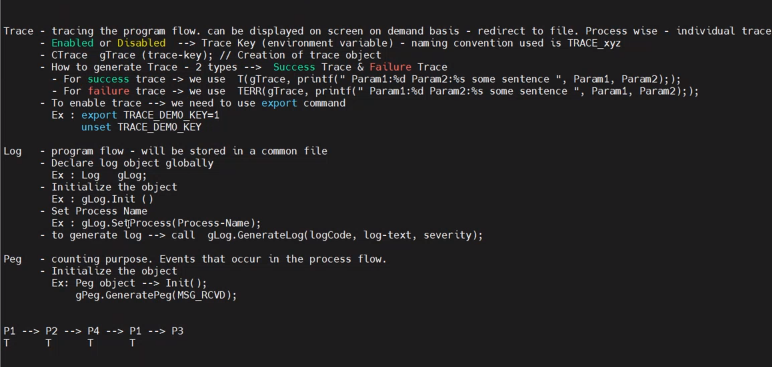 Trace - tracing the program flow. can be displayed on screen on demand basis - redirect to file. Process wise - individual trace
- Enabled or Disabled --> Trace Key (environment variable) - naming convention used is TRACE_xyz
- CTrace gTrace (trace-key); // Creation of trace object
- How to generate Trace - 2 types --> Success Trace & Failure Trace
- For success trace -> we use T(gTrace, printf(" Param1:%d Param2:%s some sentence ", Param1, Param2););
- For failure trace -> we use TERR(gTrace, printf(" Param1:%d Param2:%s some sentence ", Param1, Param2););
- To enable trace --> we need to use export command
Ex : export TRACE_DEMO_KEY=1
unset TRACE_DEMO_KEY
Log - program flow - will be stored in a common file
- Declare log object globally
Ex : Log gLog;
- Initialize the object
Ex : gLog.Init ()
- Set Process Name
Ex : gLog.SetProcess(Process-Name);
- to generate log --> call gLog.GenerateLog(logCode, log-text, severity);
Peg - counting purpose. Events that occur in the process flow.
- Initialize the object
Ex: Peg object --> Init();
gPeg.GeneratePeg(MSG_RCVD);
P1 --> P2 --> P4 --> P1 --> P3
T T T T